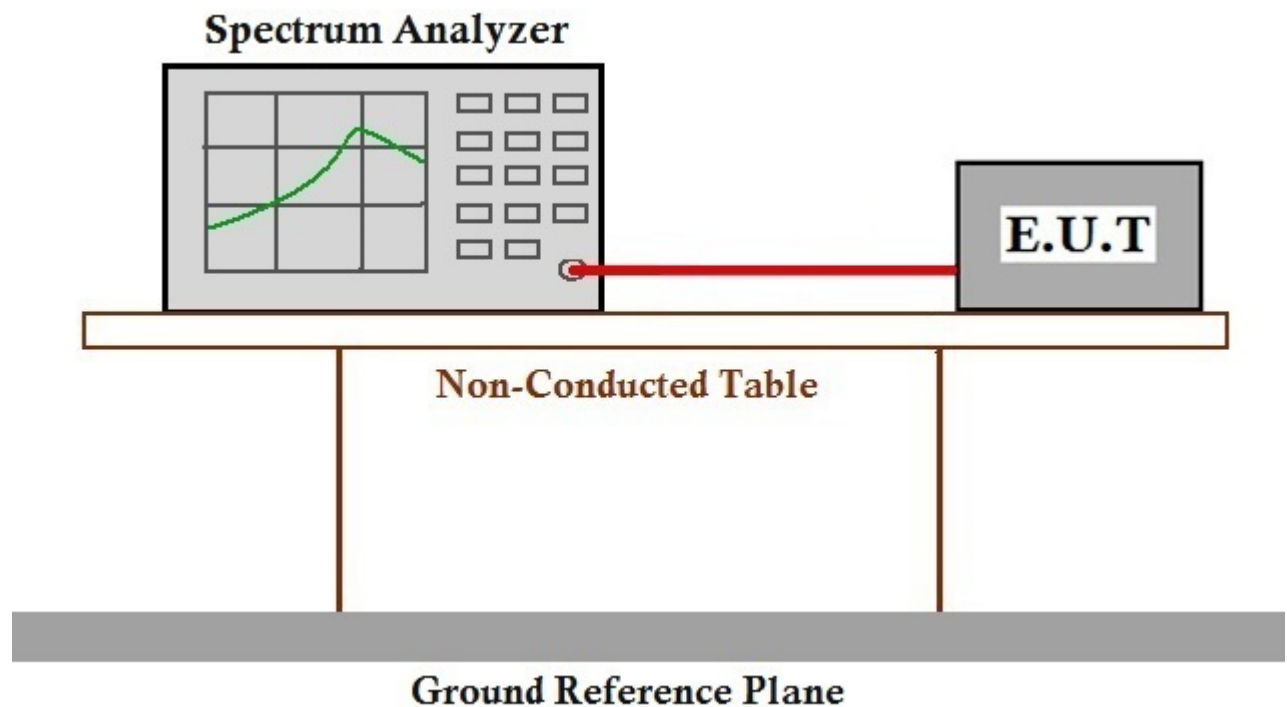 Spectrum Analyzer
E.U.T
Non-Conducted Table
Ground Reference Plane